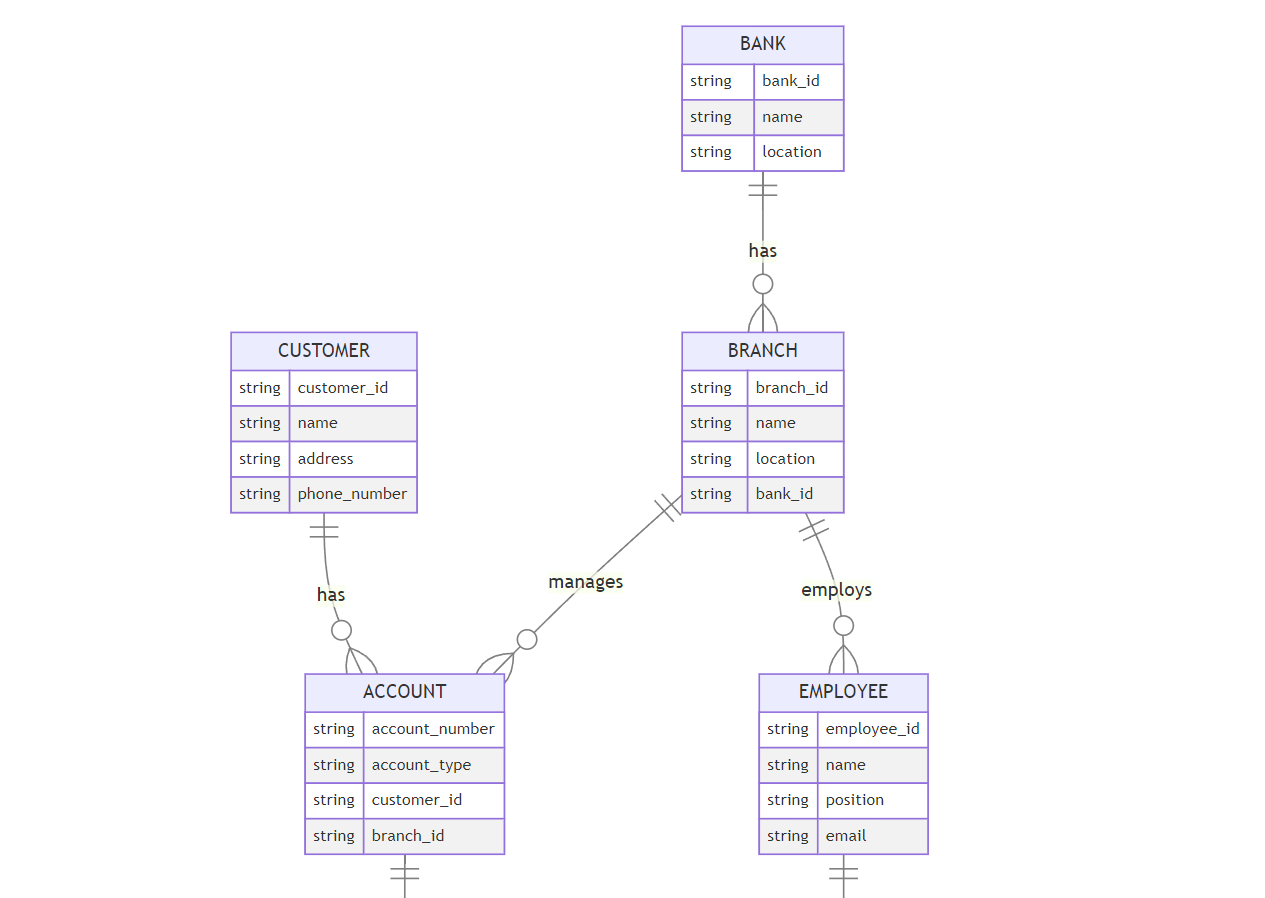 BANK
string bank_id
string name
string location
has
CUSTOMER
string customer_id
string name
string address
string phone_number
BRANCH
string branch_id
string name
string location
string bank_id
manages
employs
has
ACCOUNT
string account_number
string account_type
string customer_id
string branch_id
EMPLOYEE
string employee_id
string name
string position
string email